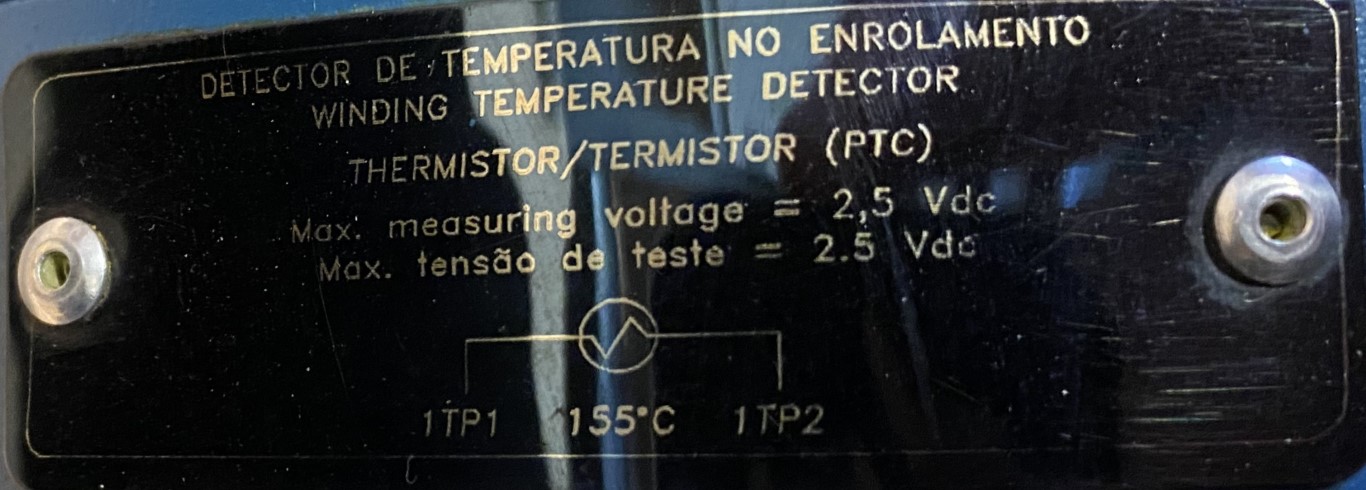 DETECTOR DE TEMPERATURA NO ENROLAMENTO
WINDING TEMPERATURE DETECTOR
THERMISTOR/TERMISTOR (PTC)
Max. measuring voltage = 2,5 Vdc
Max. tensão de teste = 2.5 Vdc
1TP1 155°C 1TP2